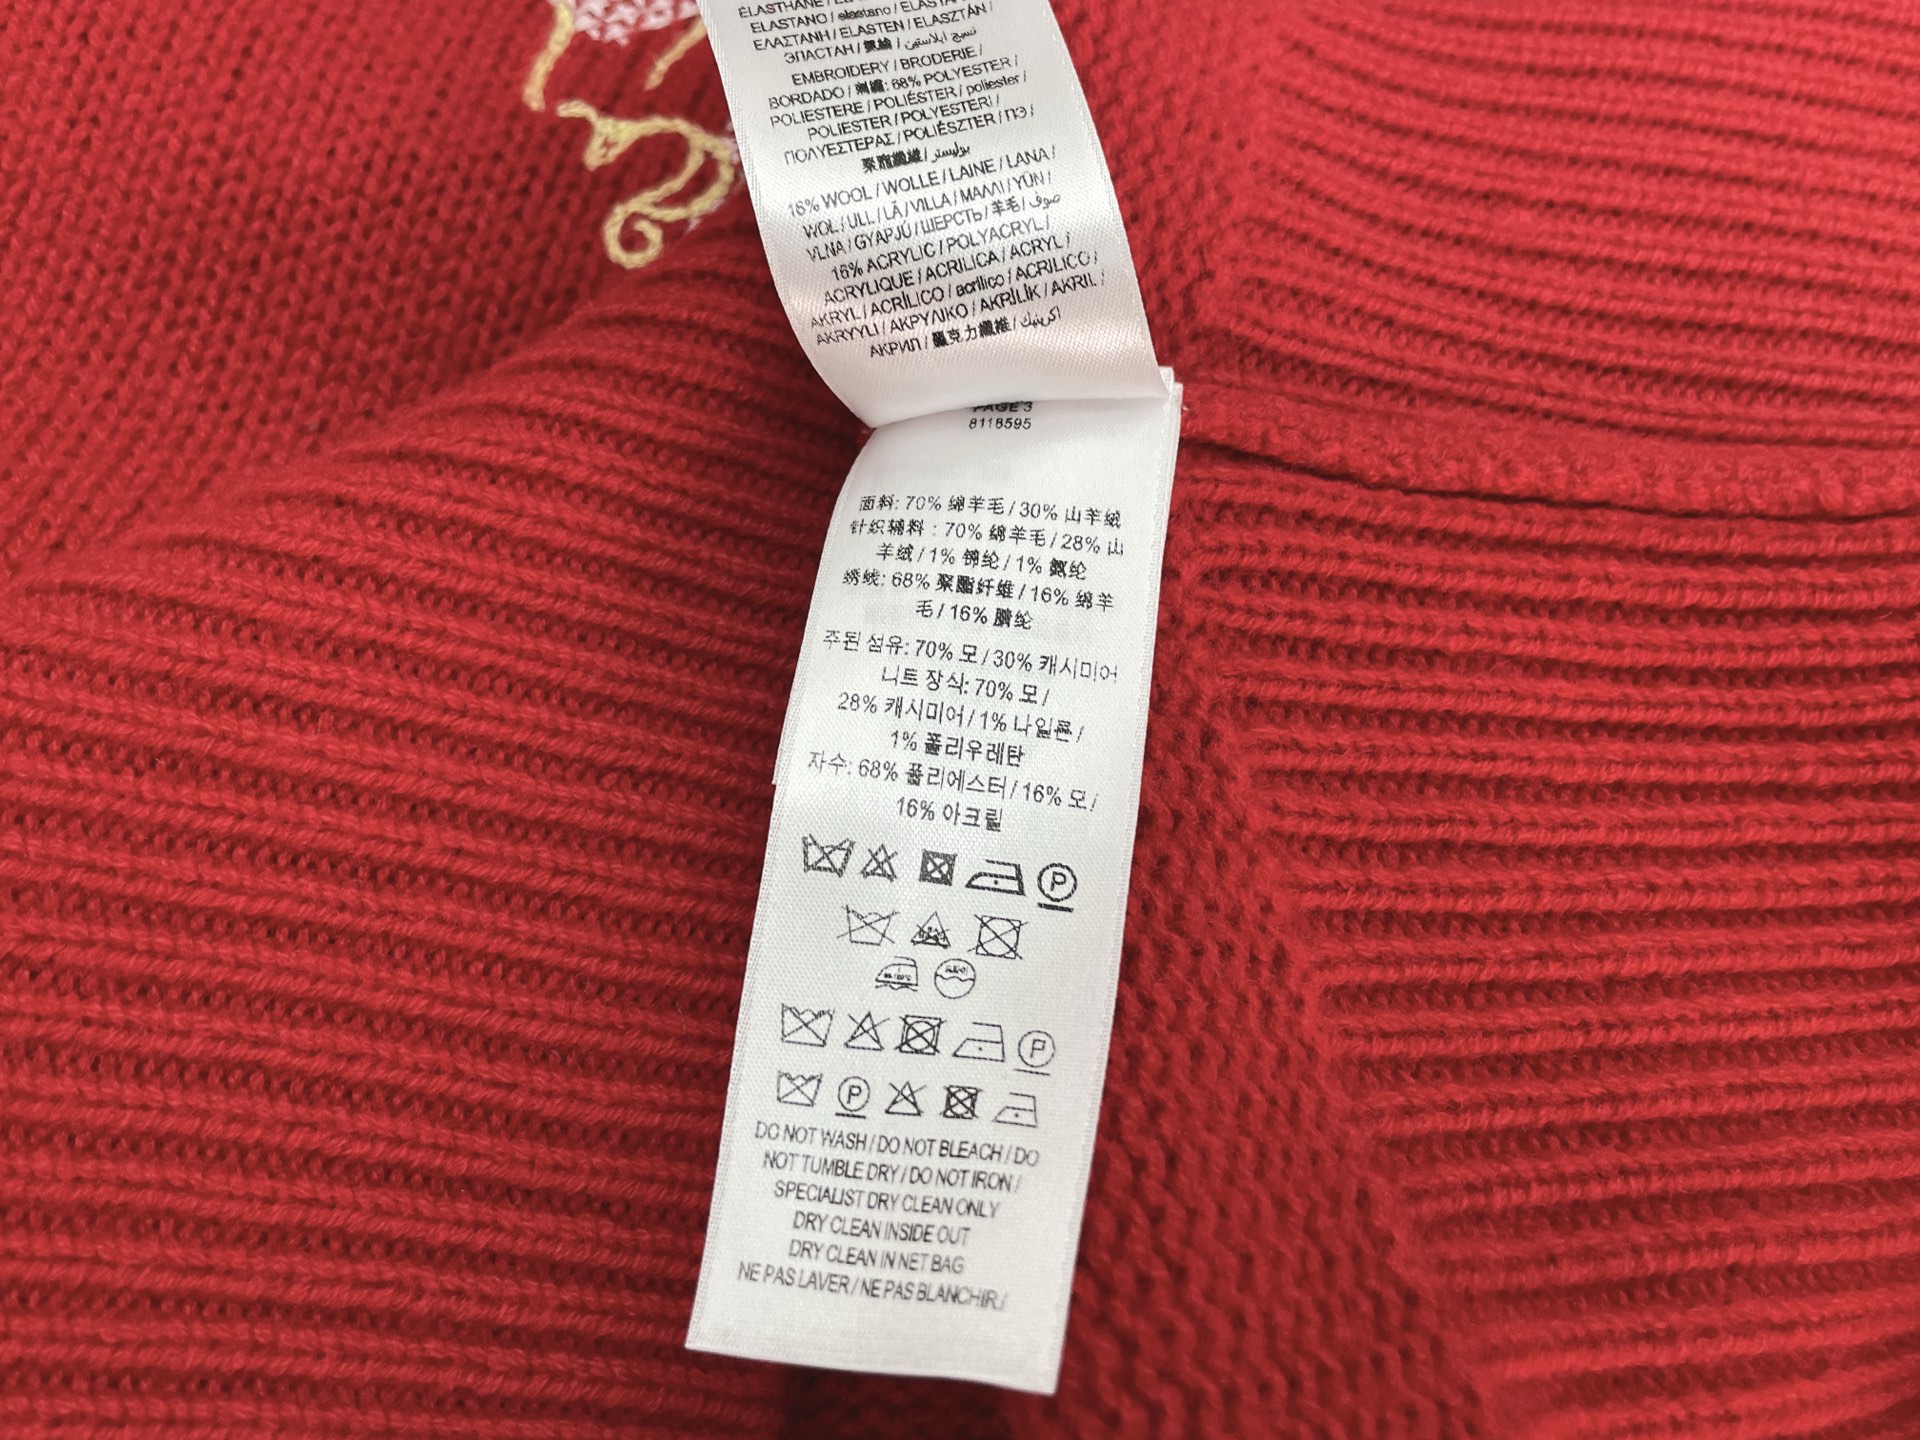 ELASTANO / elastano / ELASTA
ΕΛΑΣΤΑΝΗ / ELASTEN / ELASZTÁN /
ЭЛАСТАН / 氨綸 / نسيج ايلاستين
EMBROIDERY / BRODERIE /
BORDADO / 刺繡: 68% POLYESTER /
POLIESTERE / POLIÉSTER / poliester /
POLIESTER / POLYESTERI /
ΠΟΛΥΕΣΤΕΡΑΣ / POLIÉSZTER / ПЭ /
聚酯纖維 / بوليستر
16% WOOL / WOLLE / LAINE / LANA /
WOL / ULL / LÃ / VILLA / ΜΑΛΛΙ / YÜN /
VLNA / GYAPJÚ / ШЕРСТЬ / 羊毛 / صوف
16% ACRYLIC / POLYACRYL /
ACRYLIQUE / ACRILICA / ACRYL /
AKRYL / ACRÍLICO / acrílico / ACRILICO /
AKRYYLI / ΑΚΡΥΛΙΚΟ / AKRİLİK / AKRIL /
АКРИЛ / 克力纖維 / اكريليك
PAGE 3
8118595
面料: 70% 绵羊毛 / 30% 山羊绒
针织辅料 : 70% 绵羊毛 / 28% 山
羊绒 / 1% 锦纶 / 1% 氨纶
绣线: 68% 聚酯纤维 / 16% 绵羊
毛 / 16% 腈纶
주된 섬유: 70% 모 / 30% 캐시미어
니트 장식: 70% 모 /
28% 캐시미어 / 1% 나일론 /
1% 폴리우레탄
자수: 68% 폴리에스터 / 16% 모 /
16% 아크릴
P
P
P
DO NOT WASH / DO NOT BLEACH / DO
NOT TUMBLE DRY / DO NOT IRON /
SPECIALIST DRY CLEAN ONLY
DRY CLEAN INSIDE OUT
DRY CLEAN IN NET BAG
NE PAS LAVER / NE PAS BLANCHIR /